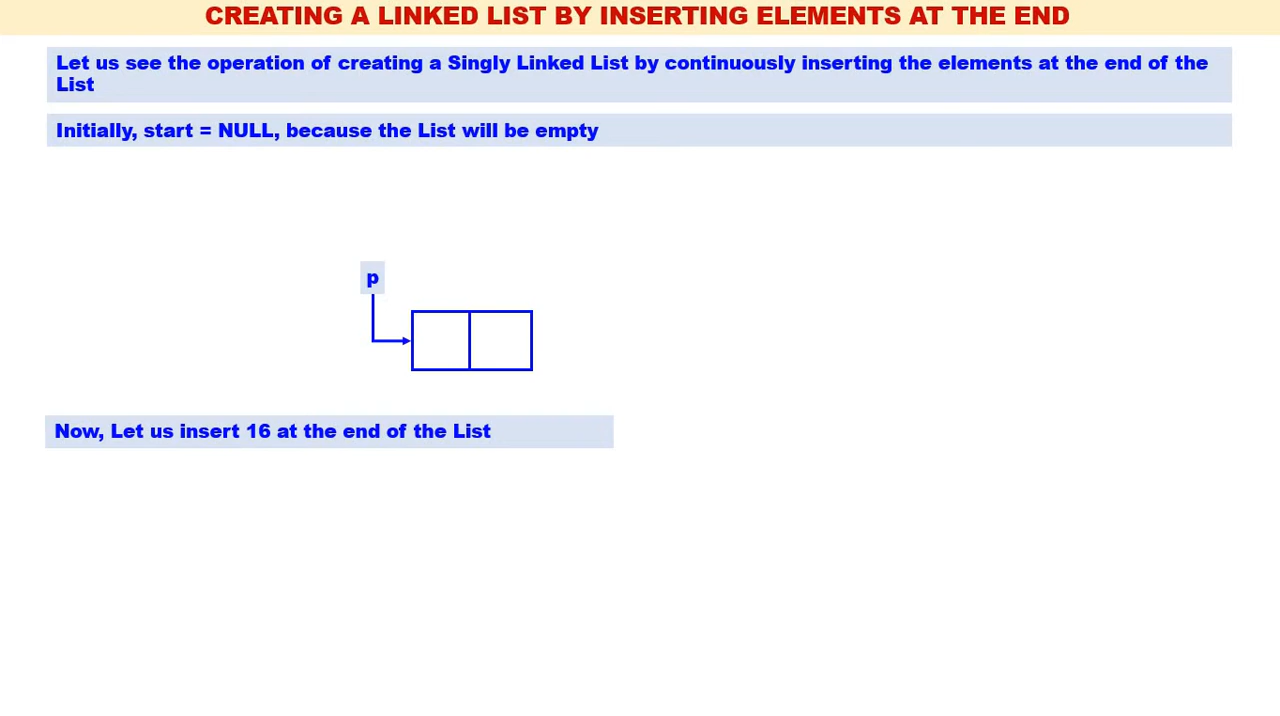 CREATING A LINKED LIST BY INSERTING ELEMENTS AT THE END
Let us see the operation of creating a Singly Linked List by continuously inserting the elements at the end of the
List
Initially, start = NULL, because the List will be empty
p
Now, Let us insert 16 at the end of the List